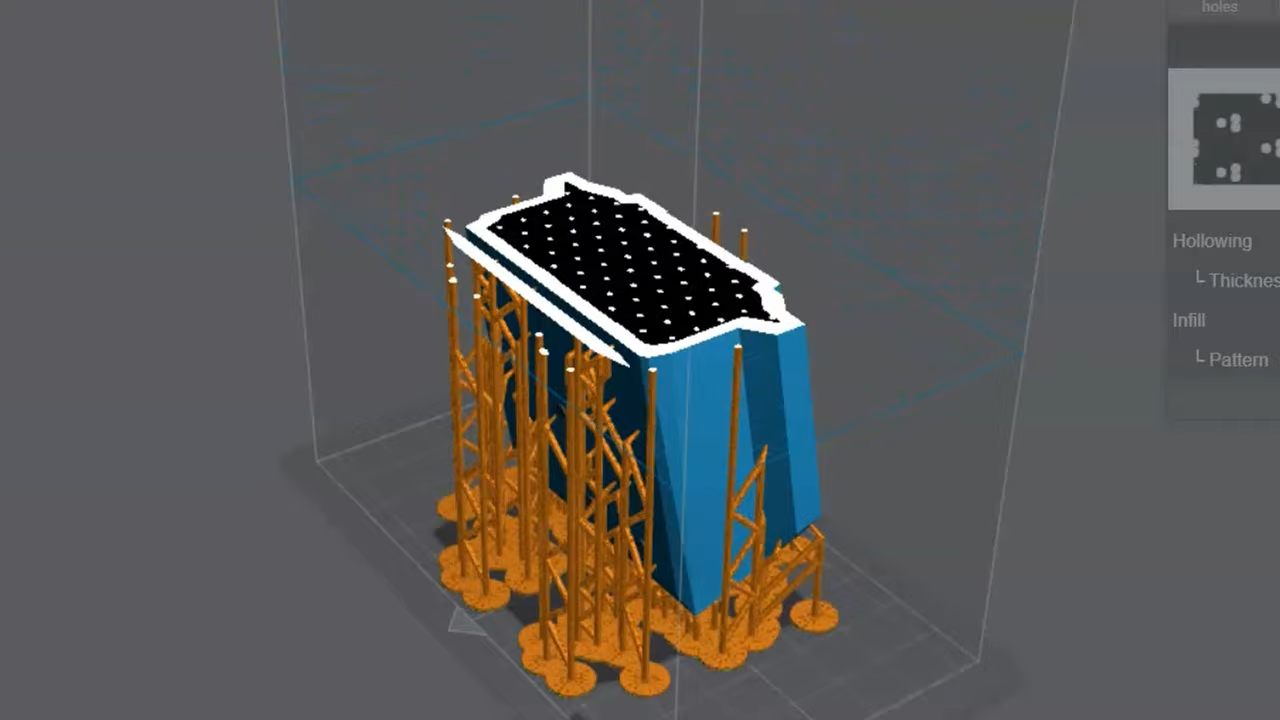 holes
Hollowing
└ Thicknes
Infill
└ Pattern